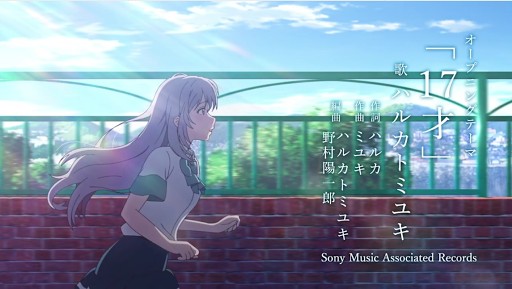 オープニングテーマ
「17才」
歌 ハルカトミユキ
作詞 ハルカ
作曲 ミユキ
編曲 ハルカトミユキ
野村陽一郎
Sony Music Associated Records